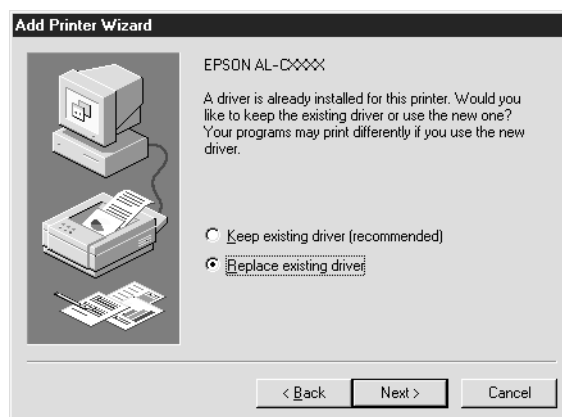 Add Printer Wizard
EPSON AL-CXXXX
A driver is already installed for this printer. Would you
like to keep the existing driver or use the new one?
Your programs may print differently if you use the new
driver.
Keep existing driver (recommended)
Replace existing driver
< Back Next > Cancel